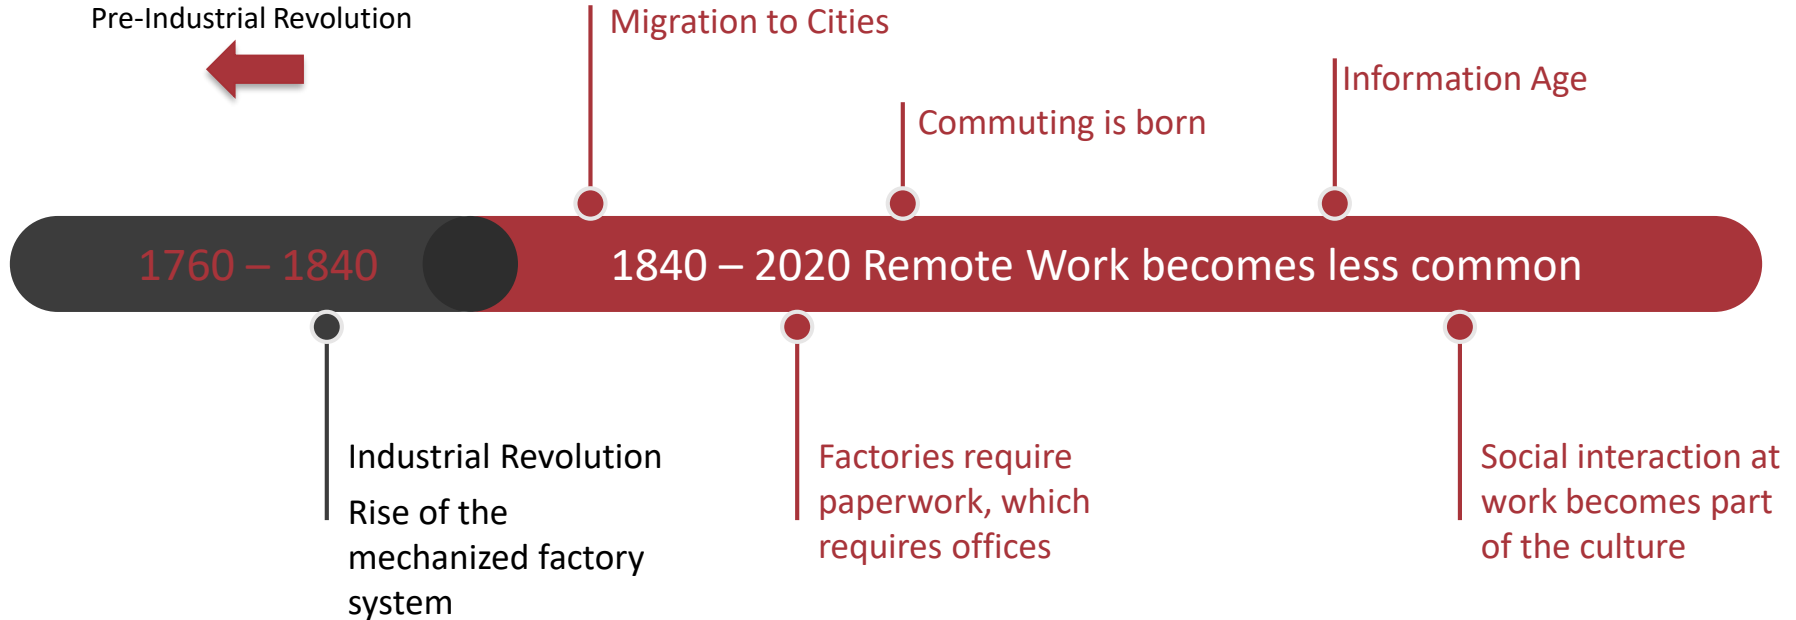 Pre-Industrial Revolution
Migration to Cities
Information Age
Commuting is born
1760 – 1840
1840 – 2020 Remote Work becomes less common
Industrial Revolution
Rise of the
mechanized factory
system
Factories require
paperwork, which
requires offices
Social interaction at
work becomes part
of the culture